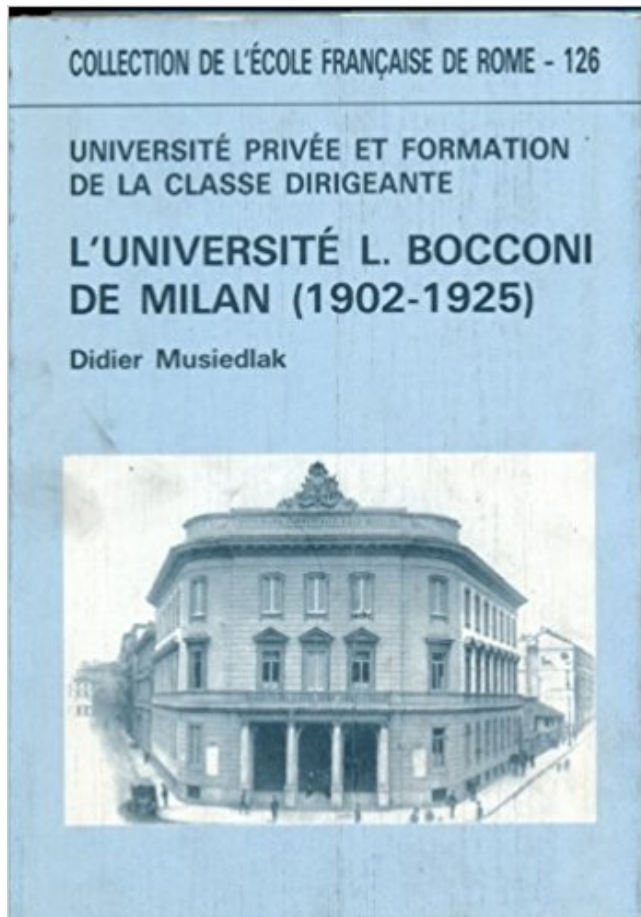 COLLECTION DE L'ÉCOLE FRANÇAISE DE ROME – 126
UNIVERSITÉ PRIVÉE ET FORMATION
DE LA CLASSE DIRIGEANTE
L'UNIVERSITÉ L. BOCCONI
DE MILAN (1902-1925)
Didier Musiedlak